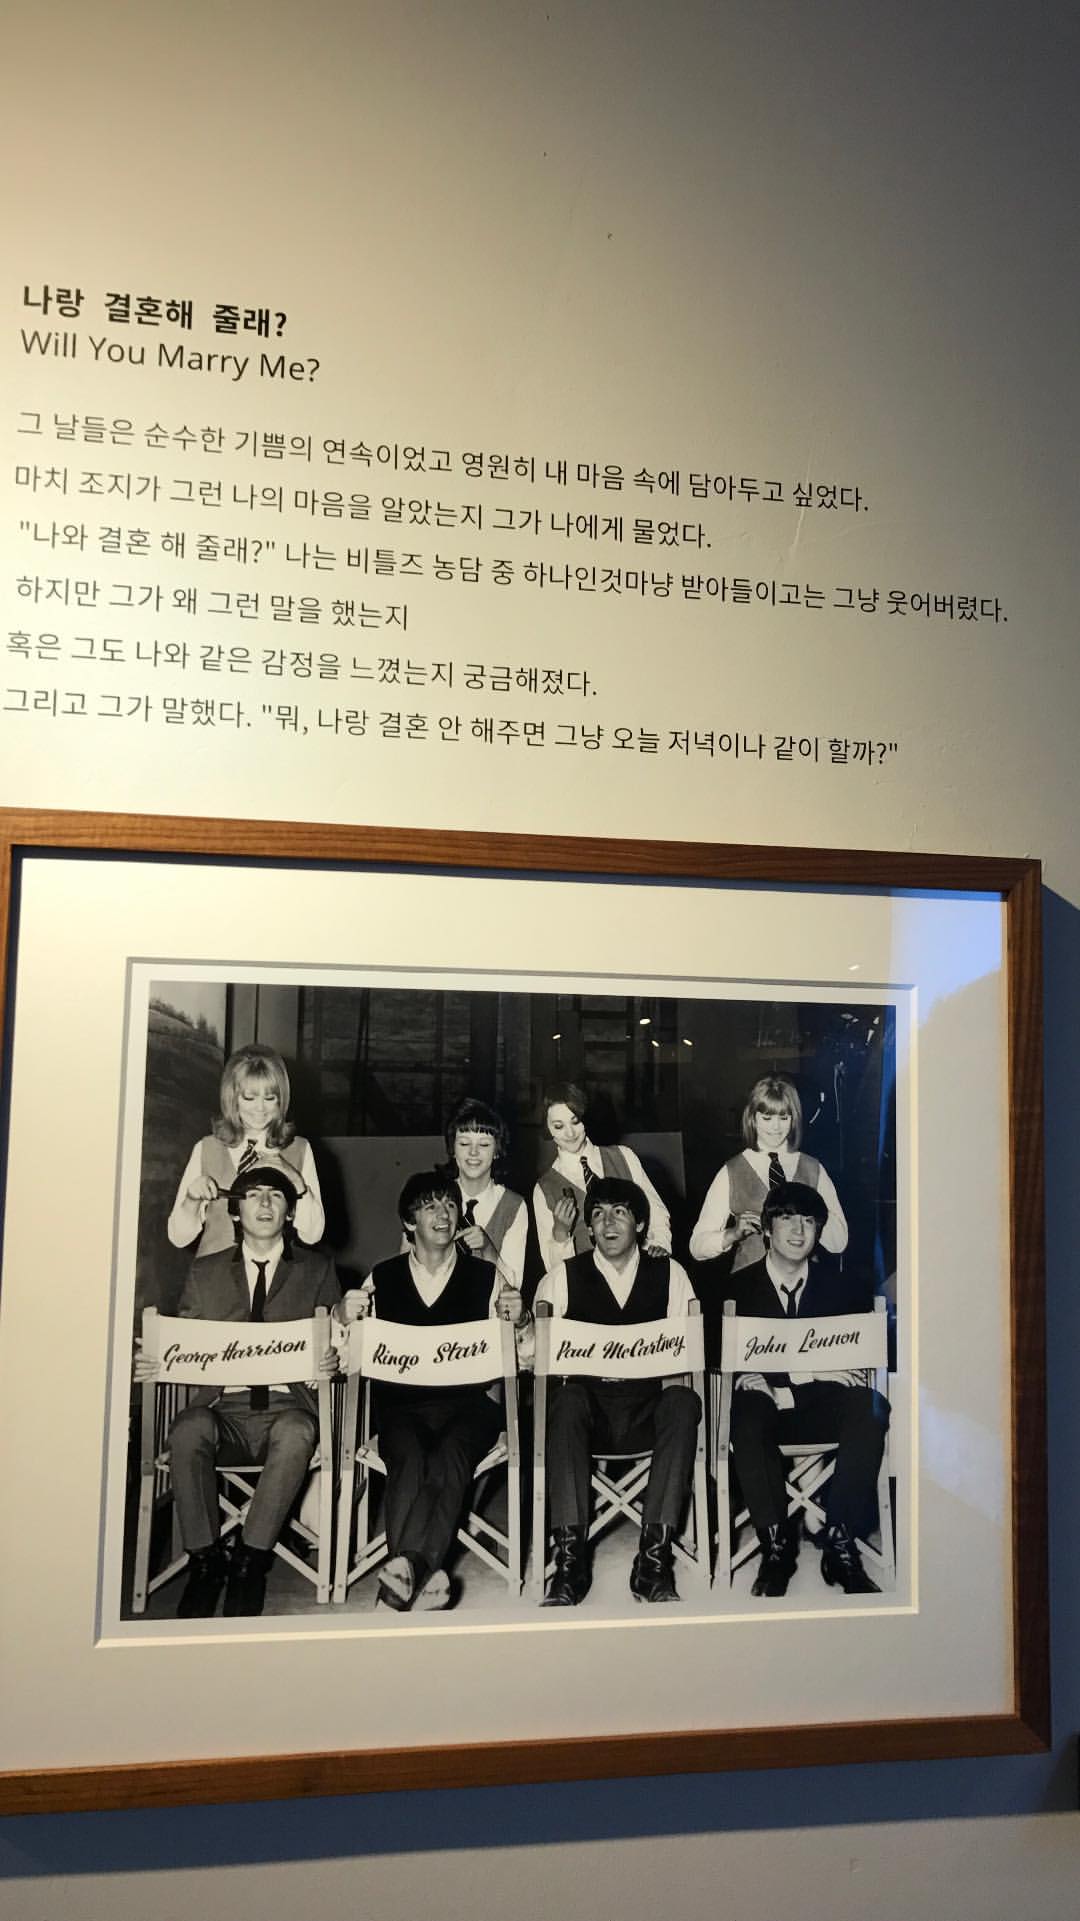 나랑 결혼해 줄래?
Will You Marry Me?
그 날들은 순수한 기쁨의 연속이었고 영원히 내 마음 속에 담아두고 싶었다.
마치 조지가 그런 나의 마음을 알았는지 그가 나에게 물었다.
"나와 결혼 해 줄래?" 나는 비틀즈 농담 중 하나인것마냥 받아들이고는 그냥 웃어버렸다.
하지만 그가 왜 그런 말을 했는지
혹은 그도 나와 같은 감정을 느꼈는지 궁금해졌다.
그리고 그가 말했다. "뭐, 나랑 결혼 안 해주면 그냥 오늘 저녁이나 같이 할까?"
George Harrison
Ringo Starr
Paul McCartney
John Lennon